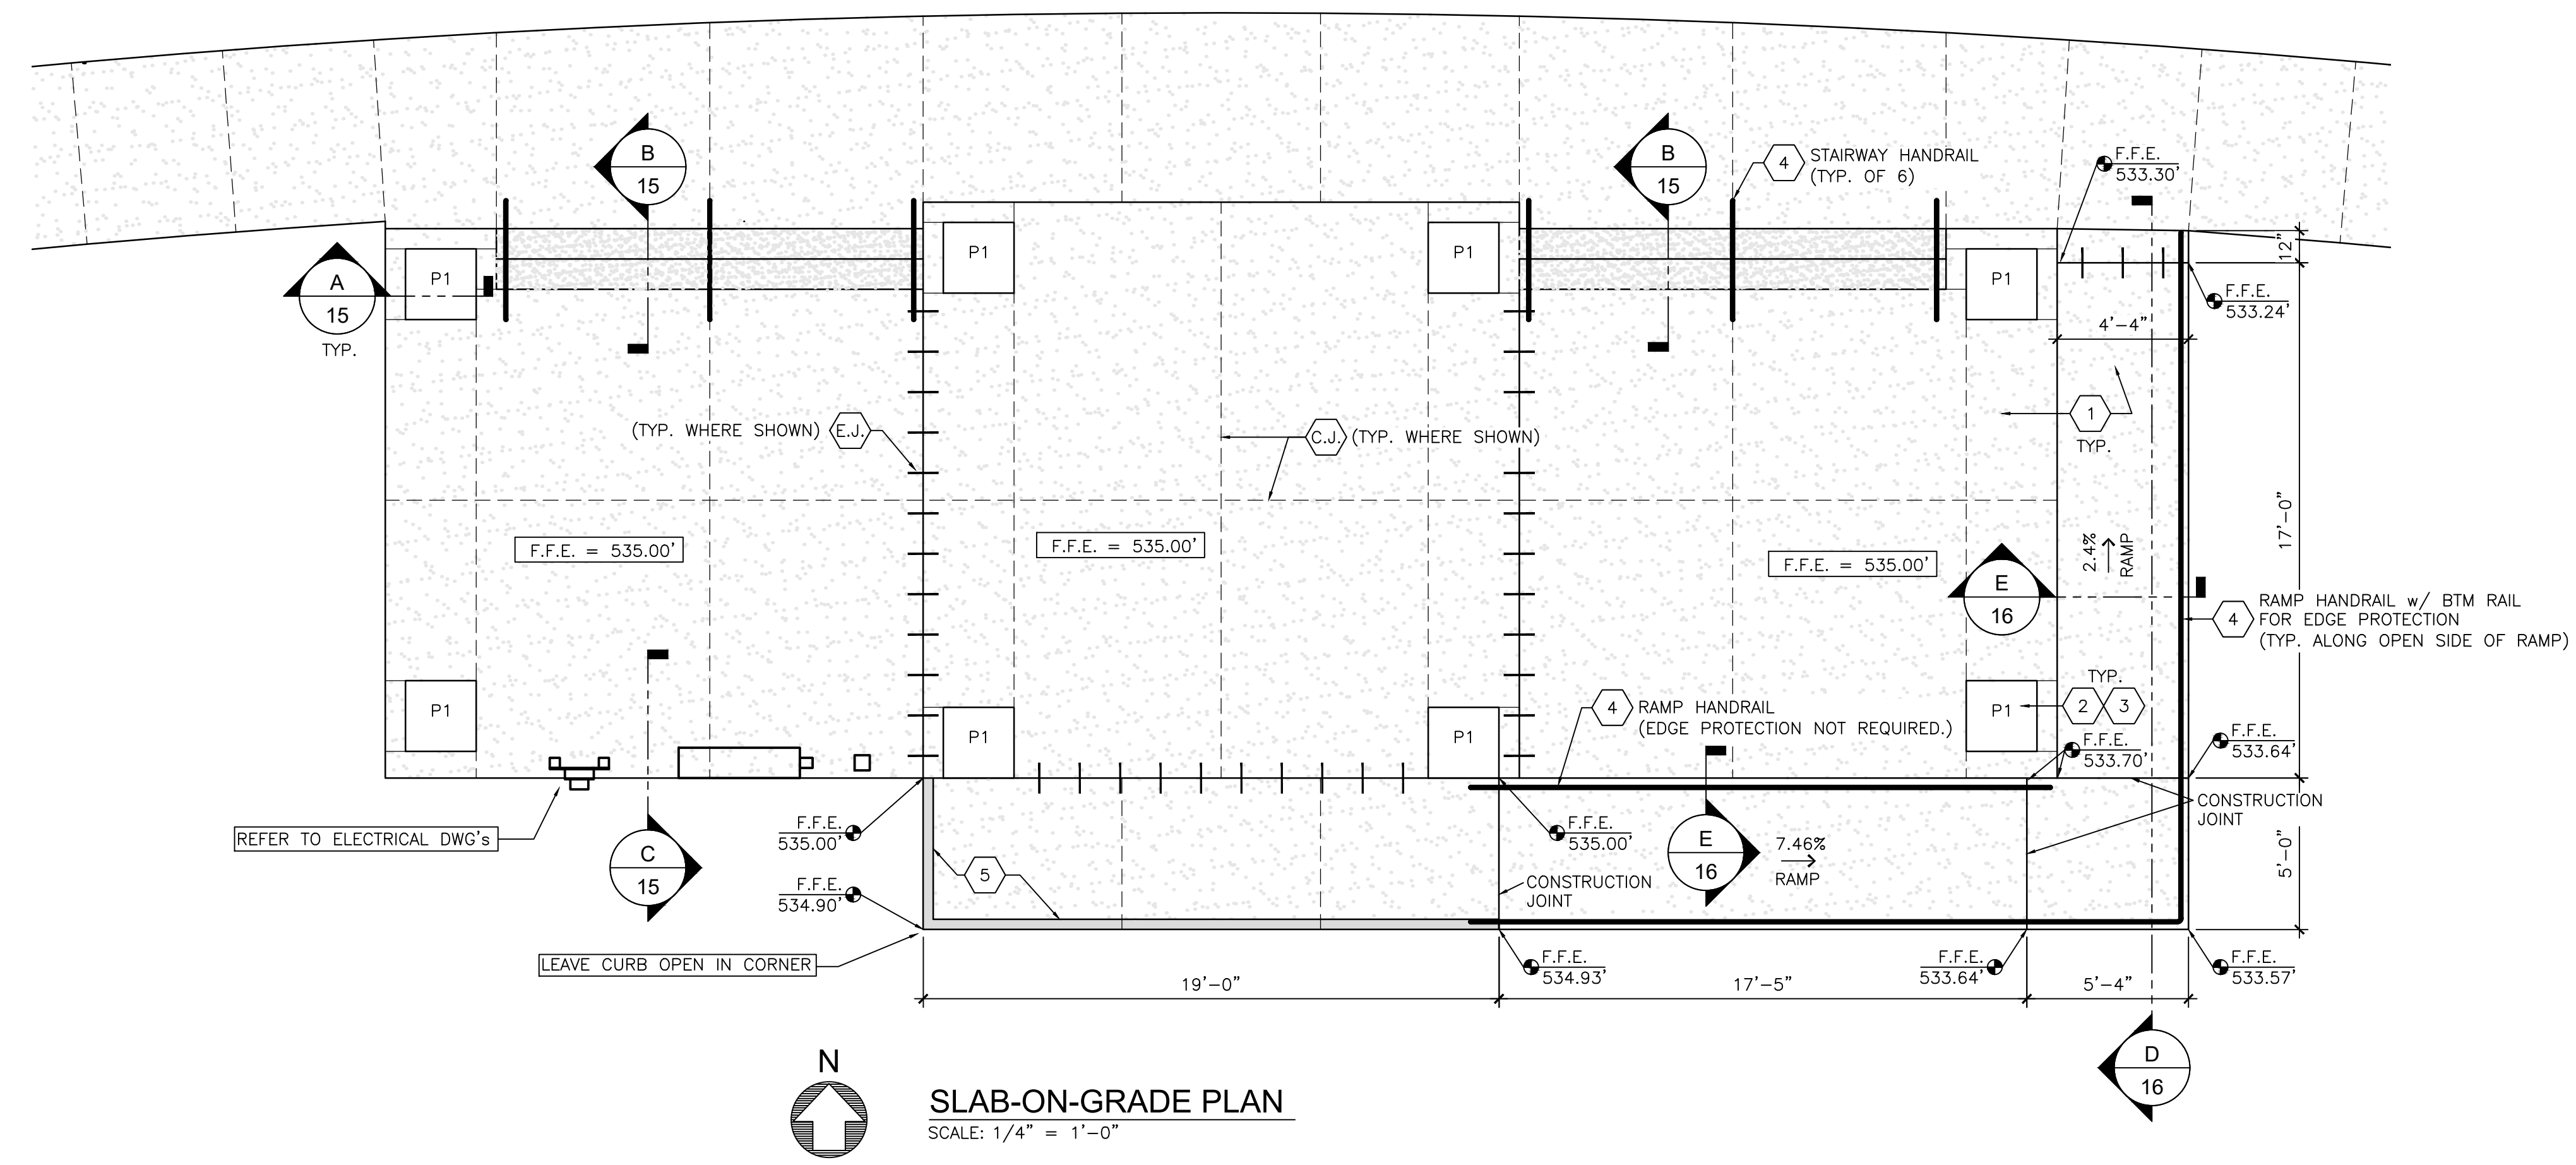 B
15
B
15
4
STAIRWAY HANDRAIL
(TYP. OF 6)
F.F.E.
533.30'
12"
A
15
TYP.
P1
P1
P1
P1
F.F.E.
533.24'
4'-4"
(TYP. WHERE SHOWN)
E.J.
C.J.
(TYP. WHERE SHOWN)
1
TYP.
17'-0"
F.F.E. = 535.00'
F.F.E. = 535.00'
F.F.E. = 535.00'
2.4%
RAMP
E
16
4
RAMP HANDRAIL w/ BTM RAIL
FOR EDGE PROTECTION
(TYP. ALONG OPEN SIDE OF RAMP)
P1
P1
P1
P1
4
RAMP HANDRAIL
(EDGE PROTECTION NOT REQUIRED.)
TYP.
2
3
F.F.E.
533.70'
F.F.E.
533.64'
CONSTRUCTION
JOINT
REFER TO ELECTRICAL DWG's
C
15
F.F.E.
535.00'
F.F.E.
534.90'
5
F.F.E.
535.00'
CONSTRUCTION
JOINT
E
16
7.46%
RAMP
5'-0"
LEAVE CURB OPEN IN CORNER
F.F.E.
534.93'
F.F.E.
533.64'
F.F.E.
533.57'
19'-0"
17'-5"
5'-4"
D
16
N
SLAB-ON-GRADE PLAN
SCALE: 1/4" = 1'-0"